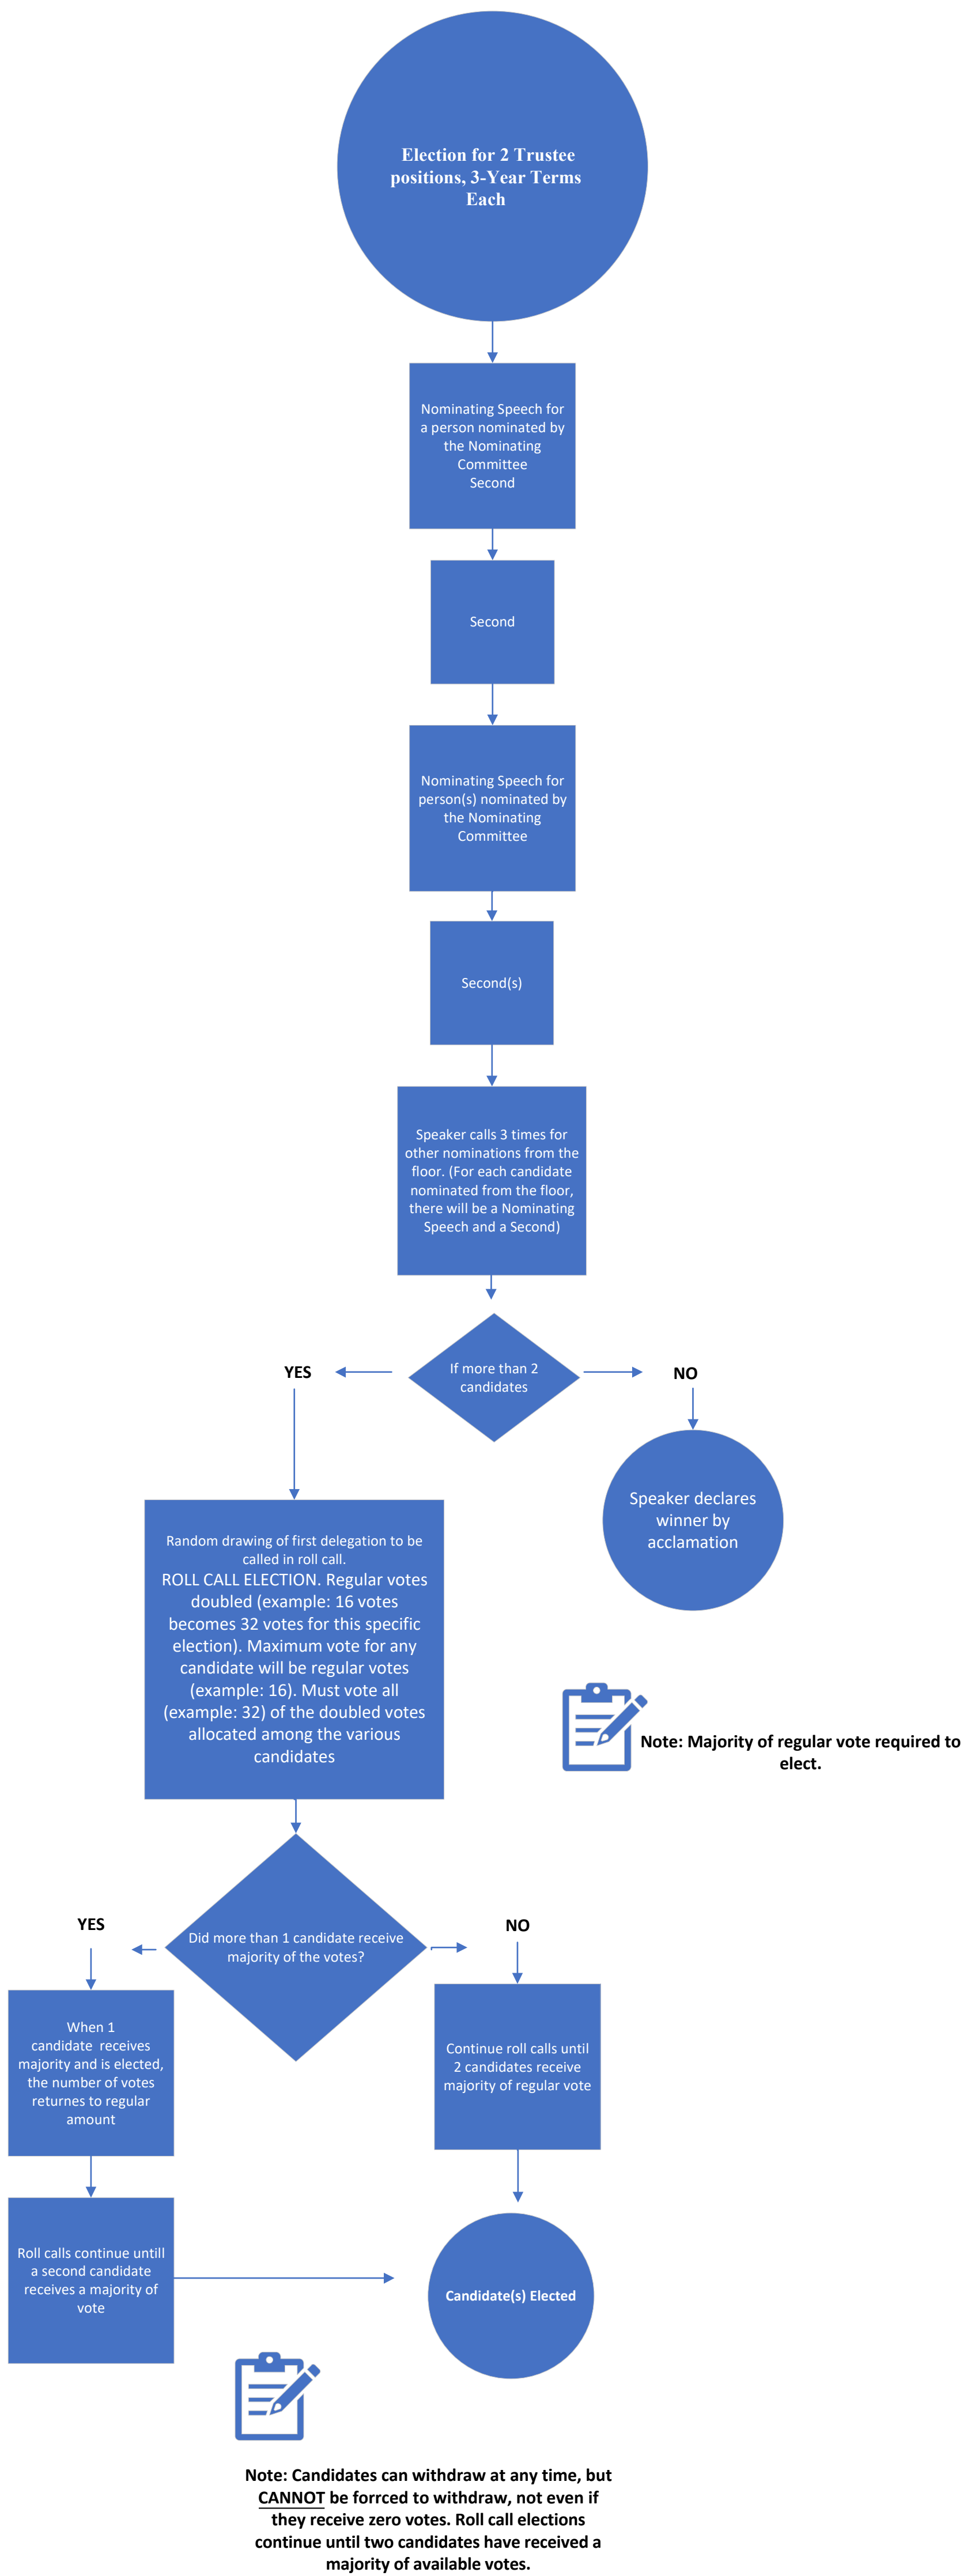 Election for 2 Trustee
positions, 3-Year Terms
Each
Nominating Speech for
a person nominated by
the Nominating
Committee
Second
Second
Nominating Speech for
person(s) nominated by
the Nominating
Committee
Second(s)
Speaker calls 3 times for
other nominations from the
floor. (For each candidate
nominated from the floor,
there will be a Nominating
Speech and a Second)
If more than 2
candidates
YES
NO
Speaker declares
winner by
acclamation
Random drawing of first delegation to be
called in roll call.
ROLL CALL ELECTION. Regular votes
doubled (example: 16 votes
becomes 32 votes for this specific
election). Maximum vote for any
candidate will be regular votes
(example: 16). Must vote all
(example: 32) of the doubled votes
allocated among the various
candidates
Note: Majority of regular vote required to
elect.
Did more than 1 candidate receive
majority of the votes?
YES
NO
When 1
candidate  receives
majority and is elected,
the number of votes
returnes to regular
amount
Continue roll calls until
2 candidates receive
majority of regular vote
Roll calls continue untill
a second candidate
receives a majority of
vote
Candidate(s) Elected
Note: Candidates can withdraw at any time, but
CANNOT be forrced to withdraw, not even if
they receive zero votes. Roll call elections
continue until two candidates have received a
majority of available votes.